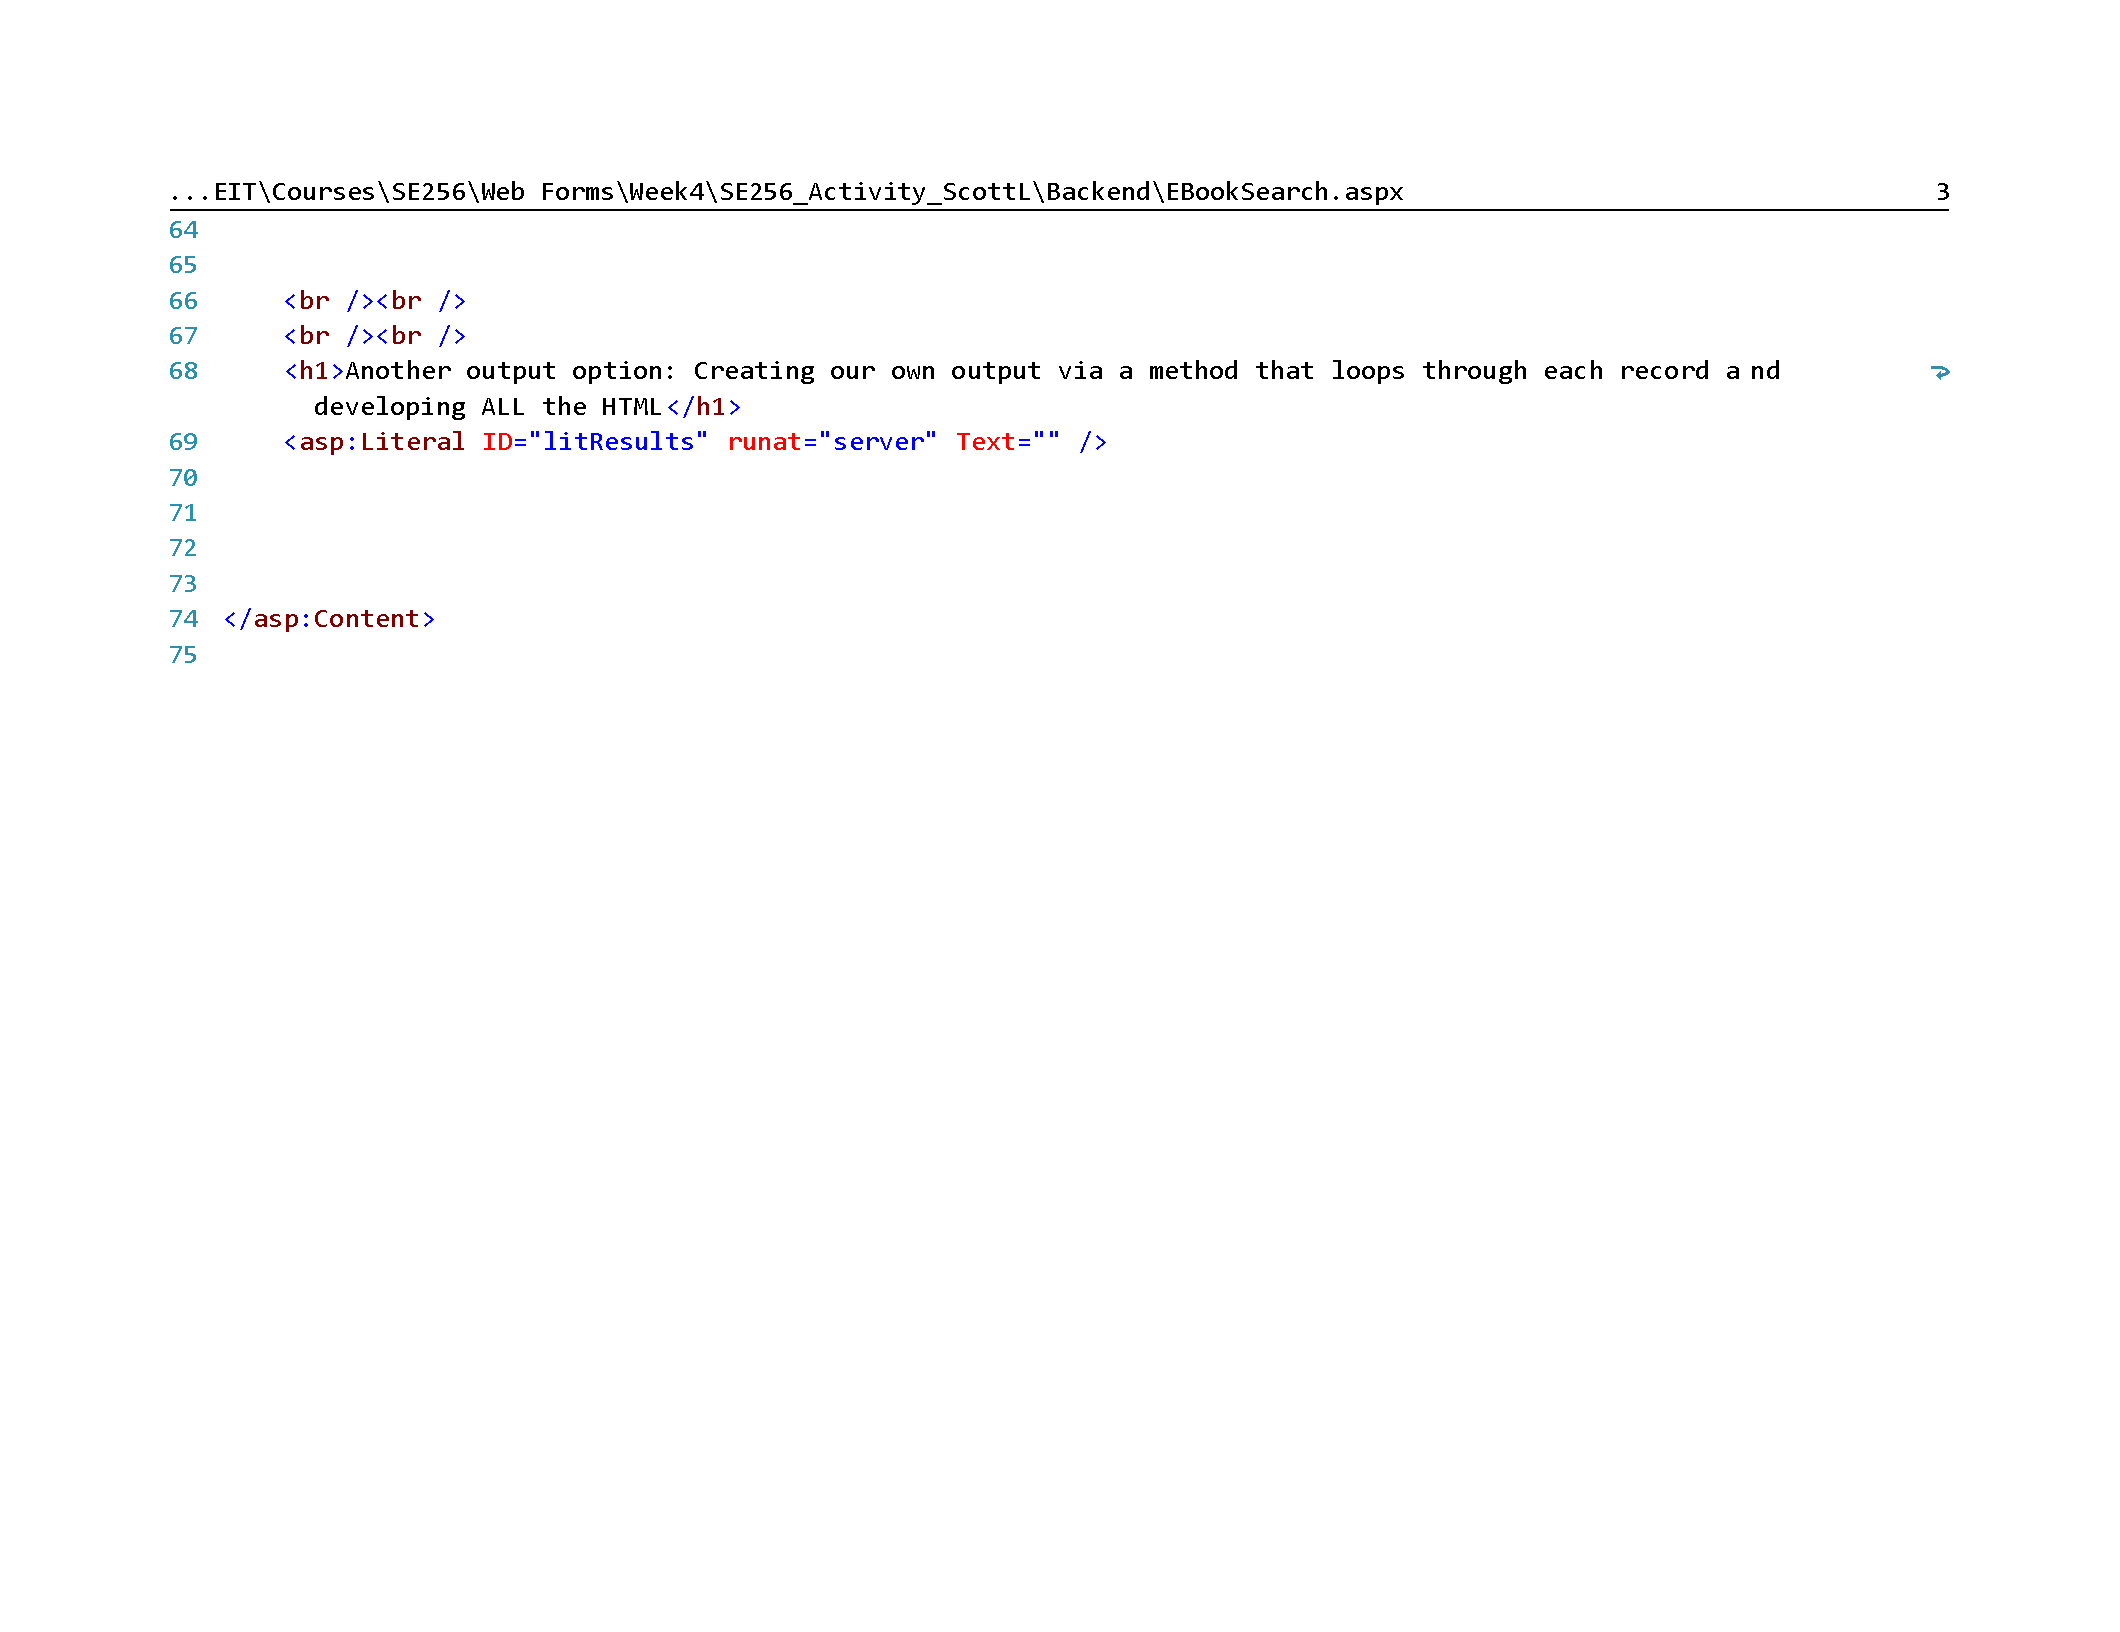 ...EIT\Courses\SE256\Web Forms\Week4\SE256_Activity_ScottL\Backend\EBookSearch.aspx 3
64
65
66 <br /><br />
67 <br /><br />
68 <h1>Another output option: Creating our own output via a method that loops through each record and
developing ALL the HTML</h1>
69 <asp:Literal ID="litResults" runat="server" Text="" />
70
71
72
73
74 </asp:Content>
75